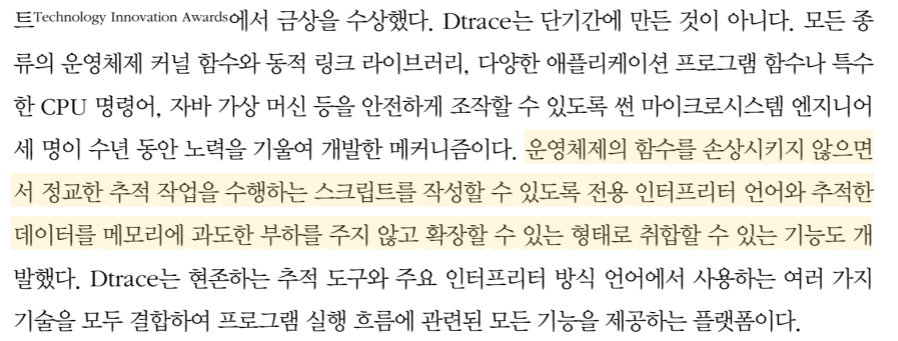 트Technology Innovation Awards에서 금상을 수상했다. Dtrace는 단기간에 만든 것이 아니다. 모든 종
류의 운영체제 커널 함수와 동적 링크 라이브러리, 다양한 애플리케이션 프로그램 함수나 특수
한 CPU 명령어, 자바 가상 머신 등을 안전하게 조작할 수 있도록 썬 마이크로시스템 엔지니어
세 명이 수년 동안 노력을 기울여 개발한 메커니즘이다. 운영체제의 함수를 손상시키지 않으면
서 정교한 추적 작업을 수행하는 스크립트를 작성할 수 있도록 전용 인터프리터 언어와 추적한
데이터를 메모리에 과도한 부하를 주지 않고 확장할 수 있는 형태로 취합할 수 있는 기능도 개
발했다. Dtrace는 현존하는 추적 도구와 주요 인터프리터 방식 언어에서 사용하는 여러 가지
기술을 모두 결합하여 프로그램 실행 흐름에 관련된 모든 기능을 제공하는 플랫폼이다.